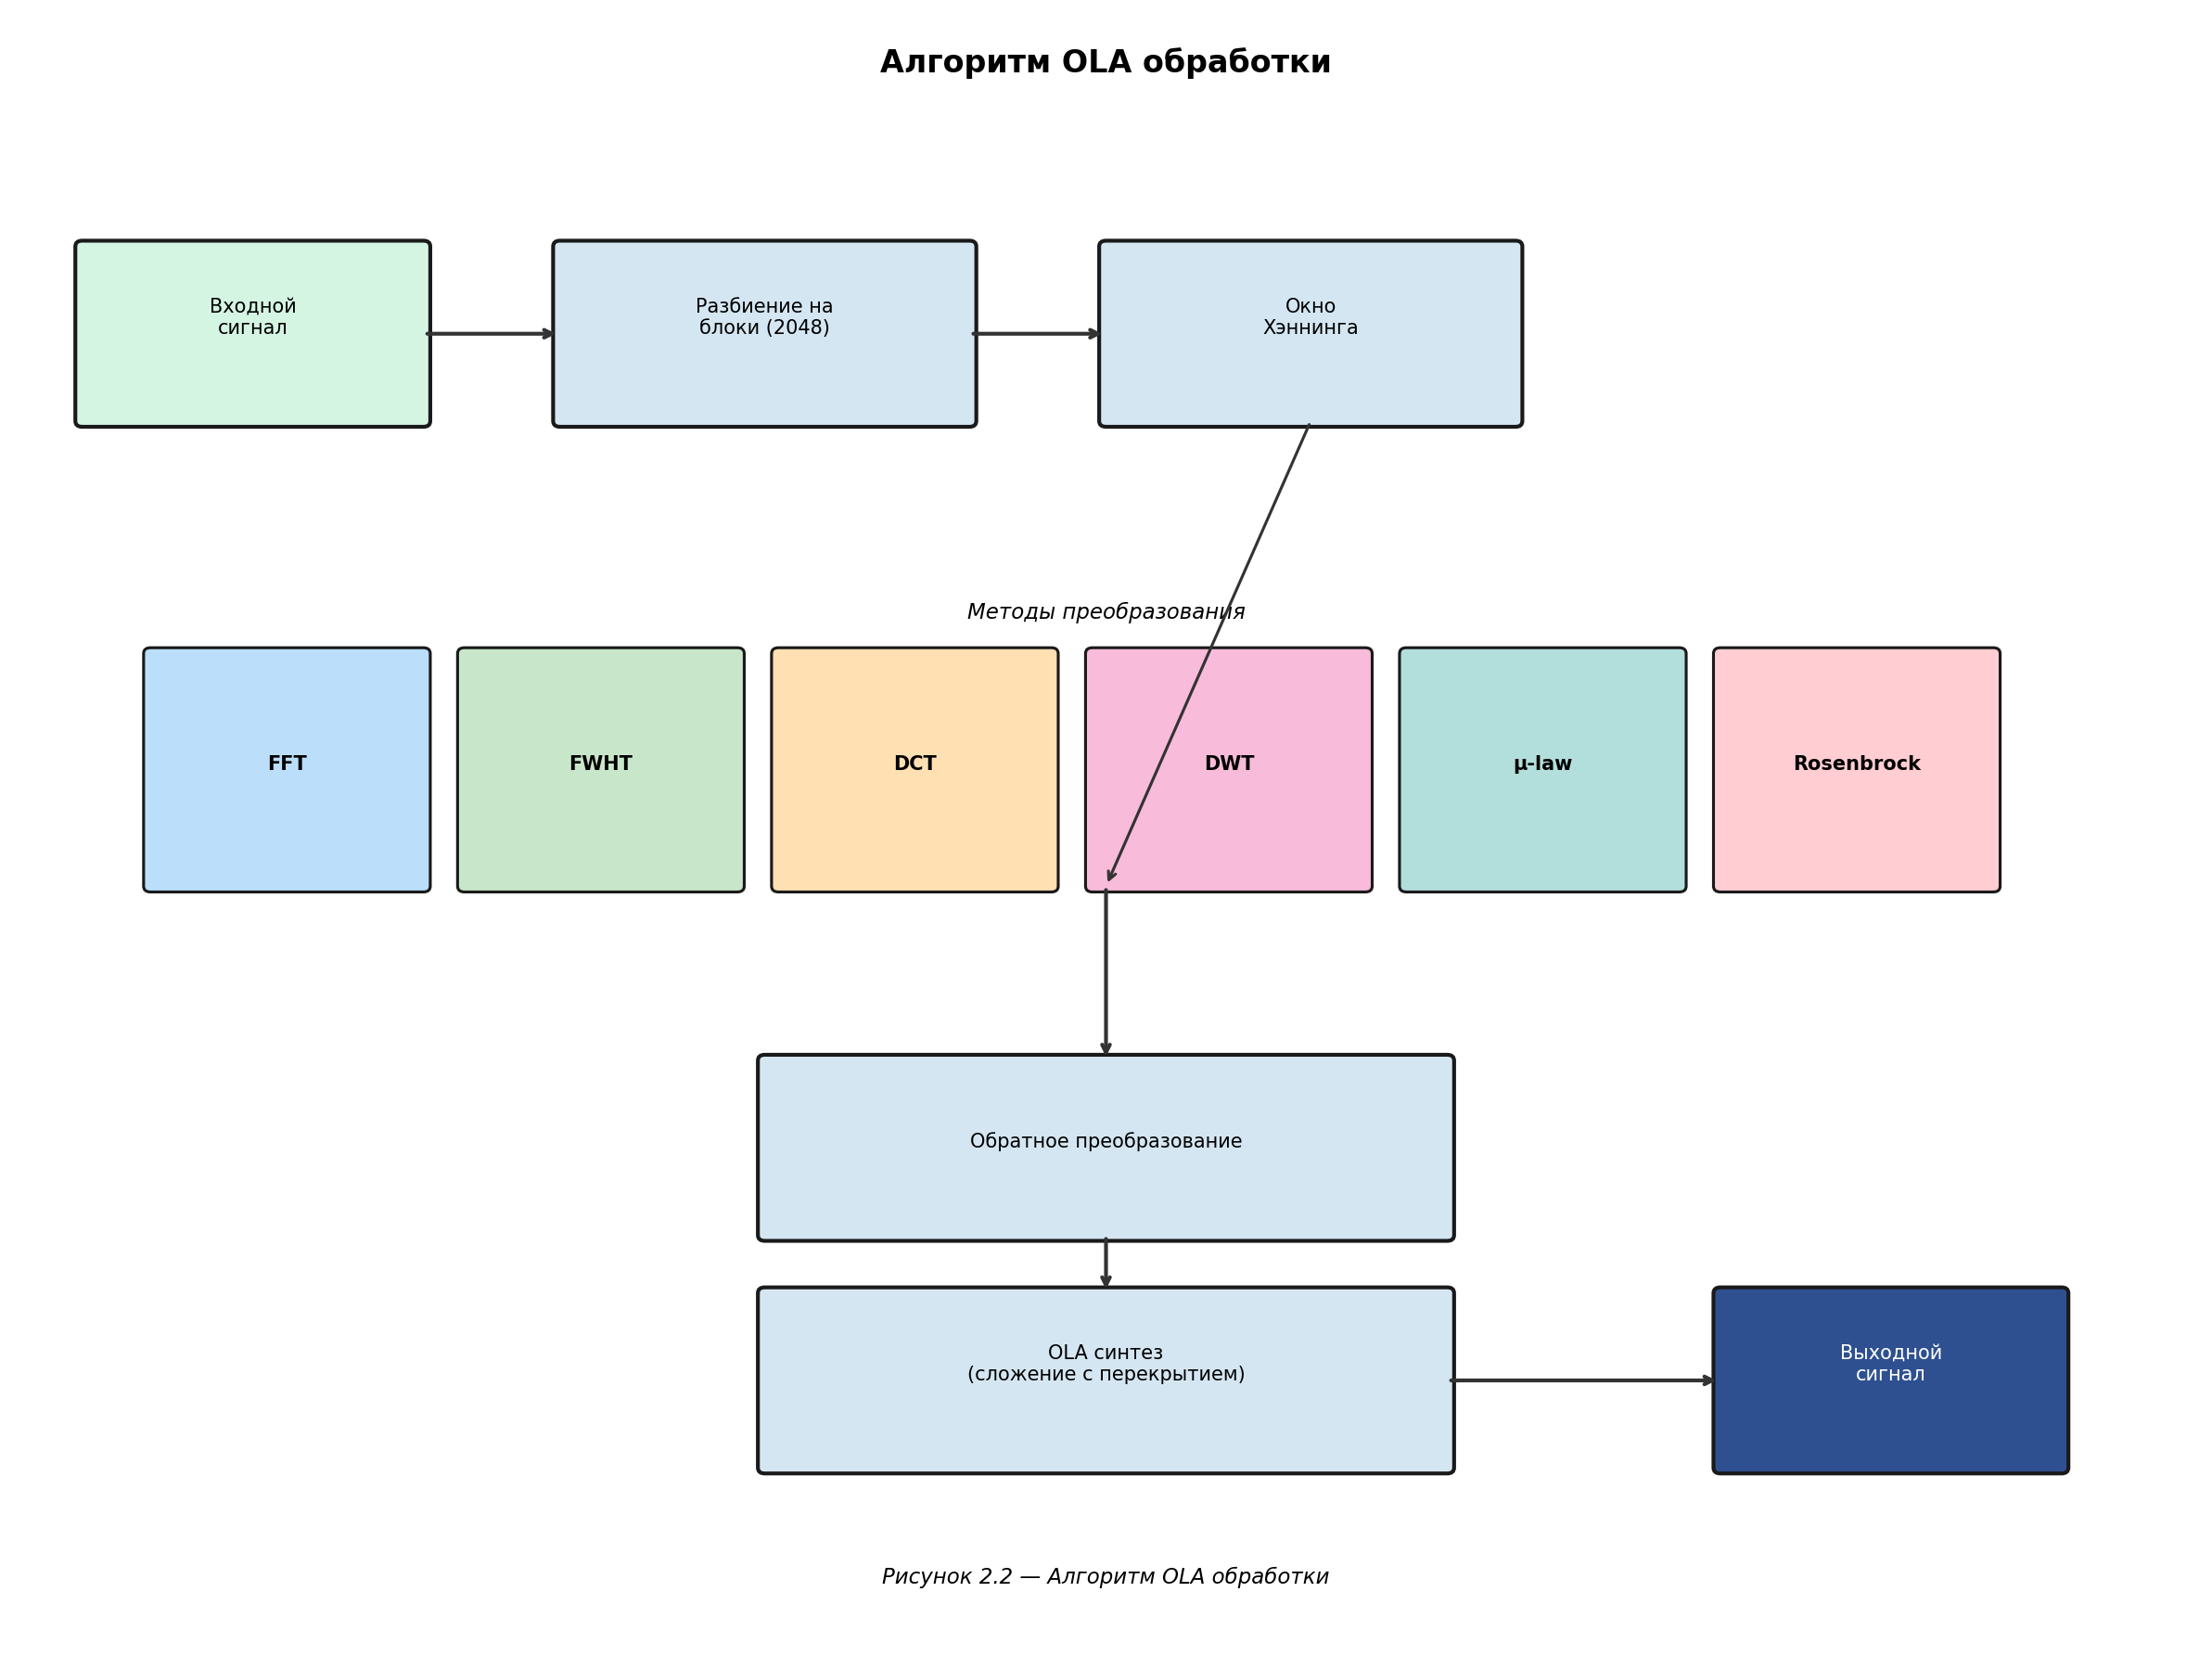 Алгоритм OLA обработки
Входной
сигнал
Разбиение на
блоки (2048)
Окно
Хэннинга
Методы преобразования
FFT
FWHT
DCT
DWT
μ-law
Rosenbrock
Обратное преобразование
OLA синтез
(сложение с перекрытием)
Выходной
сигнал
Рисунок 2.2 — Алгоритм OLA обработки